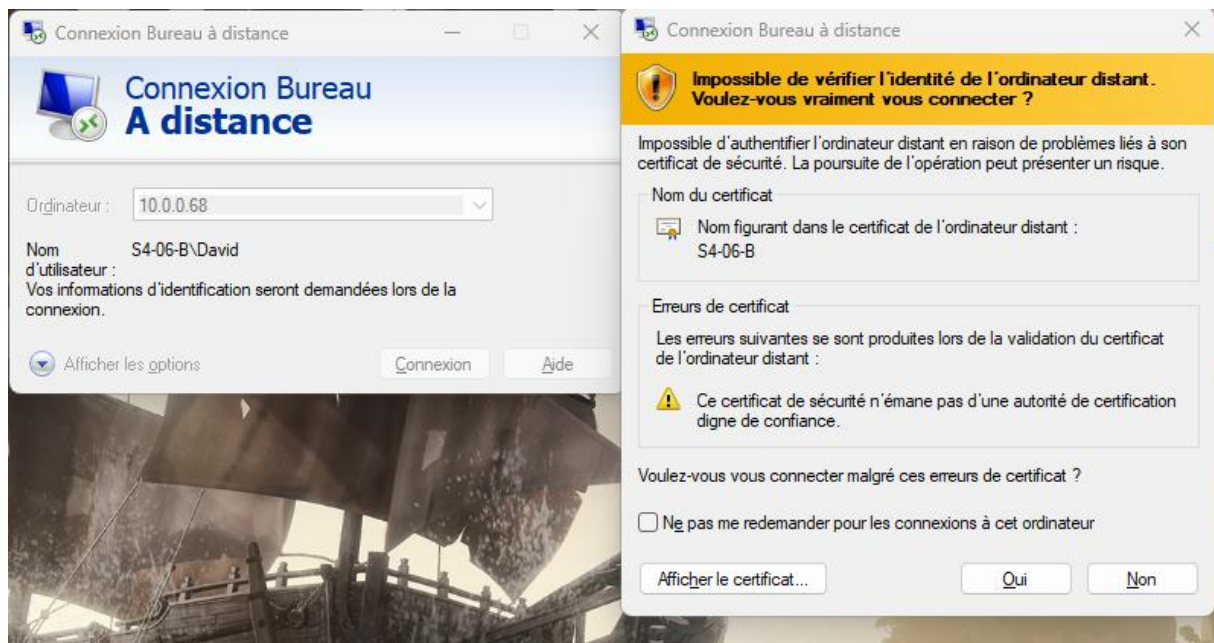 Connexion Bureau à distance
Connexion Bureau
A distance
Ordinateur :
10.0.0.68
Nom
d'utilisateur :
S4-06-B\David
Vos informations d'identification seront demandées lors de la
connexion.
Afficher les options
Connexion
Aide
Connexion Bureau à distance
Impossible de vérifier l'identité de l'ordinateur distant.
Voulez-vous vraiment vous connecter ?
Impossible d'authentifier l'ordinateur distant en raison de problèmes liés à son
certificat de sécurité. La poursuite de l'opération peut présenter un risque.
Nom du certificat
Nom figurant dans le certificat de l'ordinateur distant :
S4-06-B
Erreurs de certificat
Les erreurs suivantes se sont produites lors de la validation du certificat
de l'ordinateur distant :
Ce certificat de sécurité n'émane pas d'une autorité de certification
digne de confiance.
Voulez-vous vous connecter malgré ces erreurs de certificat ?
Ne pas me redemander pour les connexions à cet ordinateur
Afficher le certificat...
Oui
Non